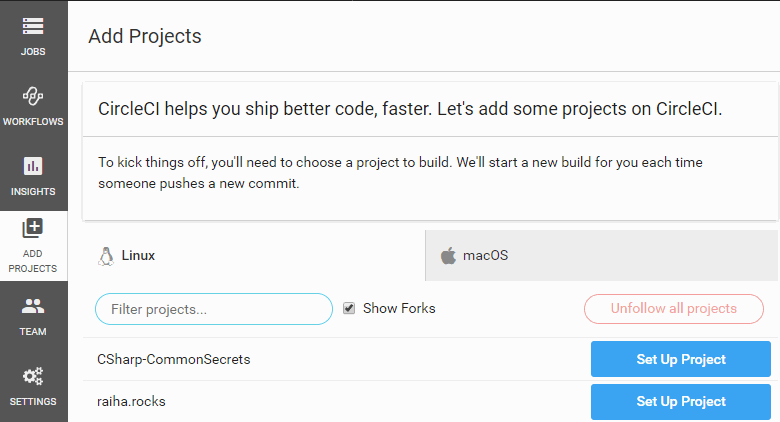 JOBS
WORKFLOWS
INSIGHTS
ADD
PROJECTS
TEAM
SETTINGS
Add Projects
CircleCI helps you ship better code, faster. Let's add some projects on CircleCI.
To kick things off, you'll need to choose a project to build. We'll start a new build for you each time
someone pushes a new commit.
Linux
macOS
Filter projects...
Show Forks
Unfollow all projects
CSharp-CommonSecrets
Set Up Project
raiha.rocks
Set Up Project